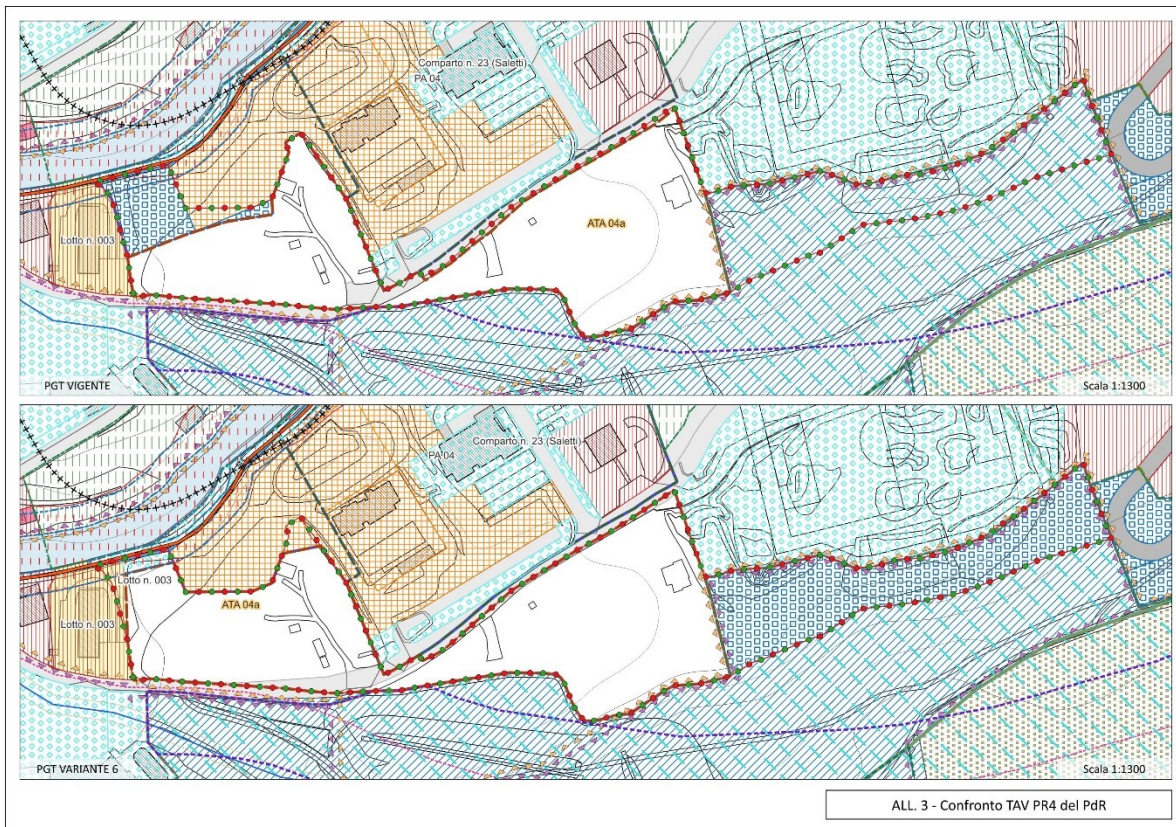 Comparto n. 23 (Saletti)
PA 04
ATA 04a
Lotto n. 003
PGT VIGENTE
Scala 1:1300
Comparto n. 23 (Saletti)
PA 04
Lotto n. 003
ATA 04a
Lotto n. 003
PGT VARIANTE 6
Scala 1:1300
ALL. 3 - Confronto TAV PR4 del PdR